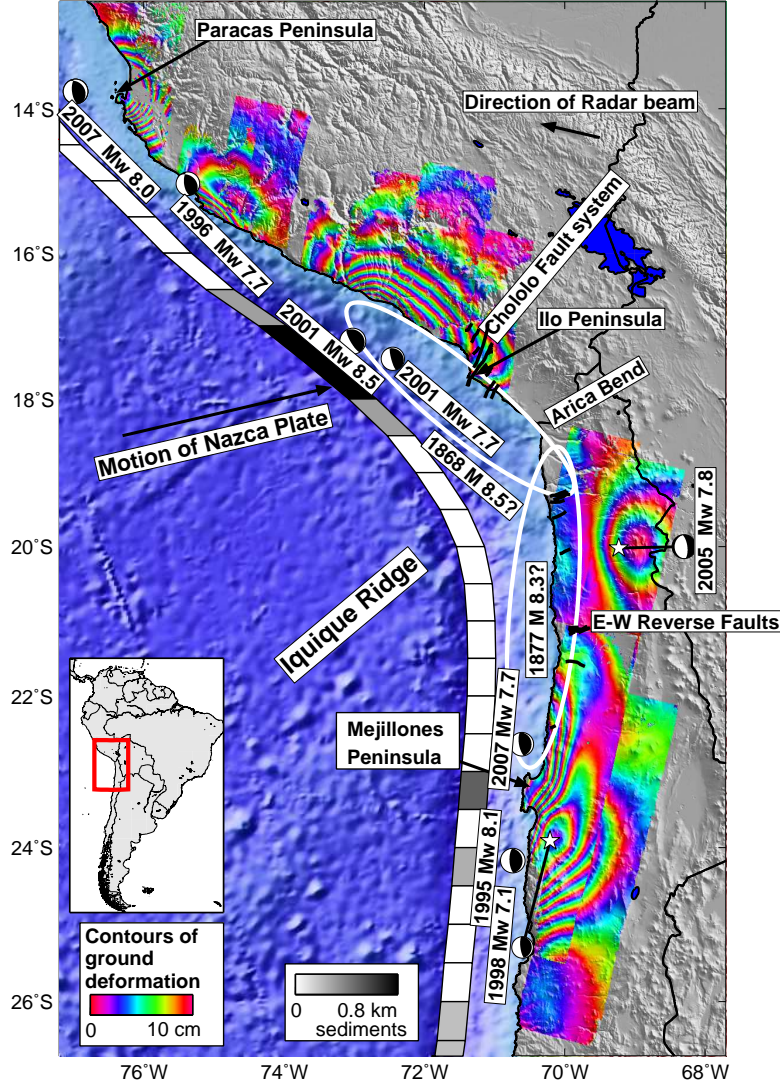 Paracas Peninsula
14°S
Direction of Radar beam
2007 Mw 8.0
1996 Mw 7.7
Chololo Fault system
16°S
Ilo Peninsula
2001 Mw 8.5
2001 Mw 7.7
Arica Bend
18°S
Motion of Nazca Plate
1868 M 8.5?
2005 Mw 7.8
20°S
Iquique Ridge
1877 M 8.3?
E-W Reverse Faults
22°S
2007 Mw 7.7
Mejillones
Peninsula
24°S
1995 Mw 8.1
1998 Mw 7.1
Contours of
ground
deformation
0 10 cm
0 0.8 km
sediments
26°S
76°W 74°W 72°W 70°W 68°W